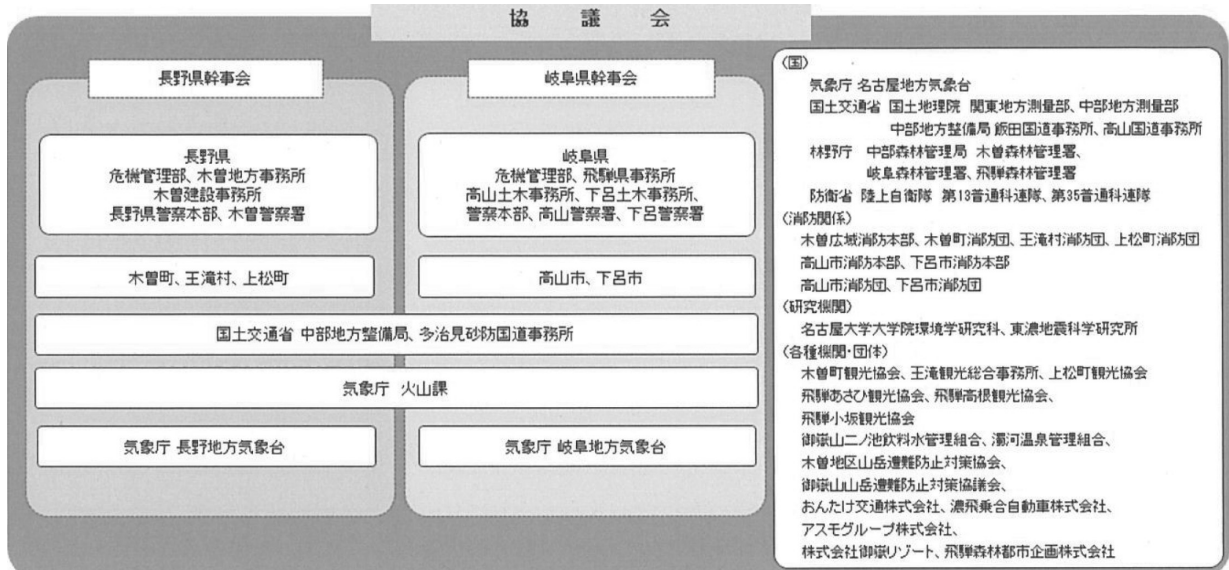 協　議　会
長野県幹事会
長野県
危機管理部、木曽地方事務所
木曽建設事務所
長野県警察本部、木曽警察署
木曽町、王滝村、上松町
岐阜県幹事会
岐阜県
危機管理部、飛騨県事務所
高山土木事務所、下呂土木事務所、
警察本部、高山警察署、下呂警察署
高山市、下呂市
国土交通省 中部地方整備局、多治見砂防国道事務所
気象庁 火山課
気象庁 長野地方気象台
気象庁 岐阜地方気象台
〈国〉
気象庁 名古屋地方気象台
国土交通省 国土地理院 関東地方測量部、中部地方測量部
中部地方整備局 飯田国道事務所、高山国道事務所
林野庁 中部森林管理局 木曽森林管理署、
岐阜森林管理署、飛騨森林管理署
防衛省 陸上自衛隊 第13普通科連隊、第35普通科連隊
〈消防関係〉
木曽広域消防本部、木曽町消防団、王滝村消防団、上松町消防団
高山市消防本部、下呂市消防本部
高山市消防団、下呂市消防団
〈研究機関〉
名古屋大学大学院環境学研究科、東濃地震科学研究所
〈各種機関・団体〉
木曽町観光協会、王滝観光総合事務所、上松町観光協会
飛騨あさひ観光協会、飛騨高根観光協会、
飛騨小坂観光協会
御嶽山二ノ池飲料水管理組合、濁河温泉管理組合、
木曽地区山岳遭難防止対策協会、
御嶽山山岳遭難防止対策協議会、
おんたけ交通株式会社、濃飛乗合自動車株式会社、
アスモグループ株式会社、
株式会社御嶽リゾート、飛騨森林都市企画株式会社